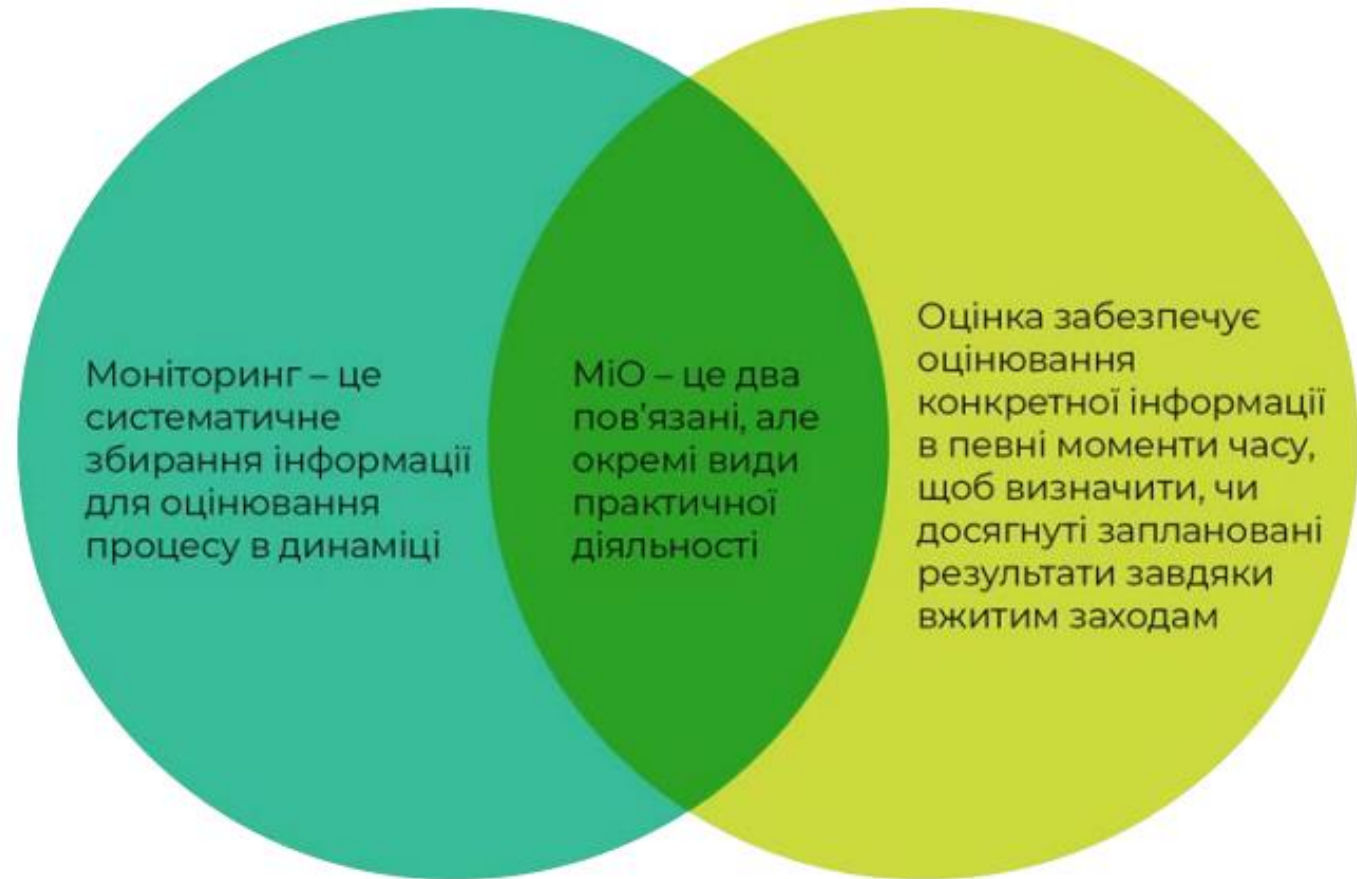 Моніторинг – це
систематичне
збирання інформації
для оцінювання
процесу в динаміці
МіО – це два
пов'язані, але
окремі види
практичної
діяльності
Оцінка забезпечує
оцінювання
конкретної інформації
в певні моменти часу,
щоб визначити, чи
досягнуті заплановані
результати завдяки
вжитим заходам